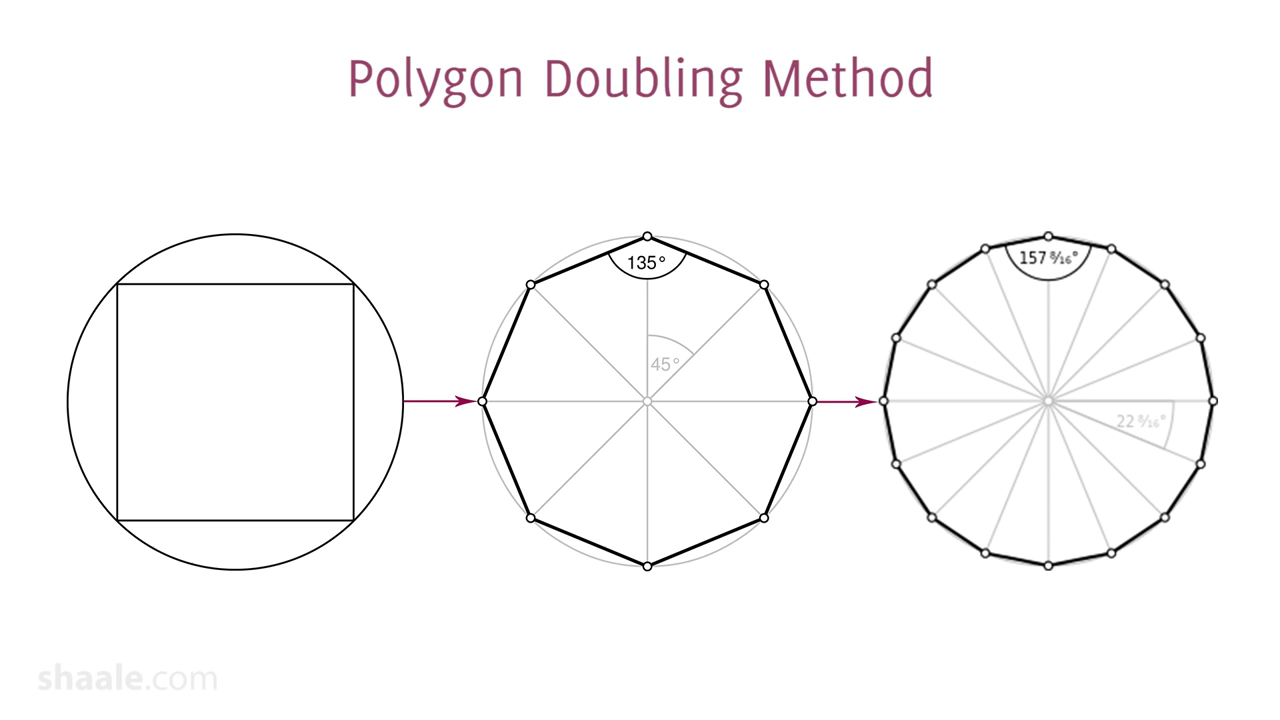 Polygon Doubling Method
135°
45°
157 8/16°
22 8/16°
shaale.com